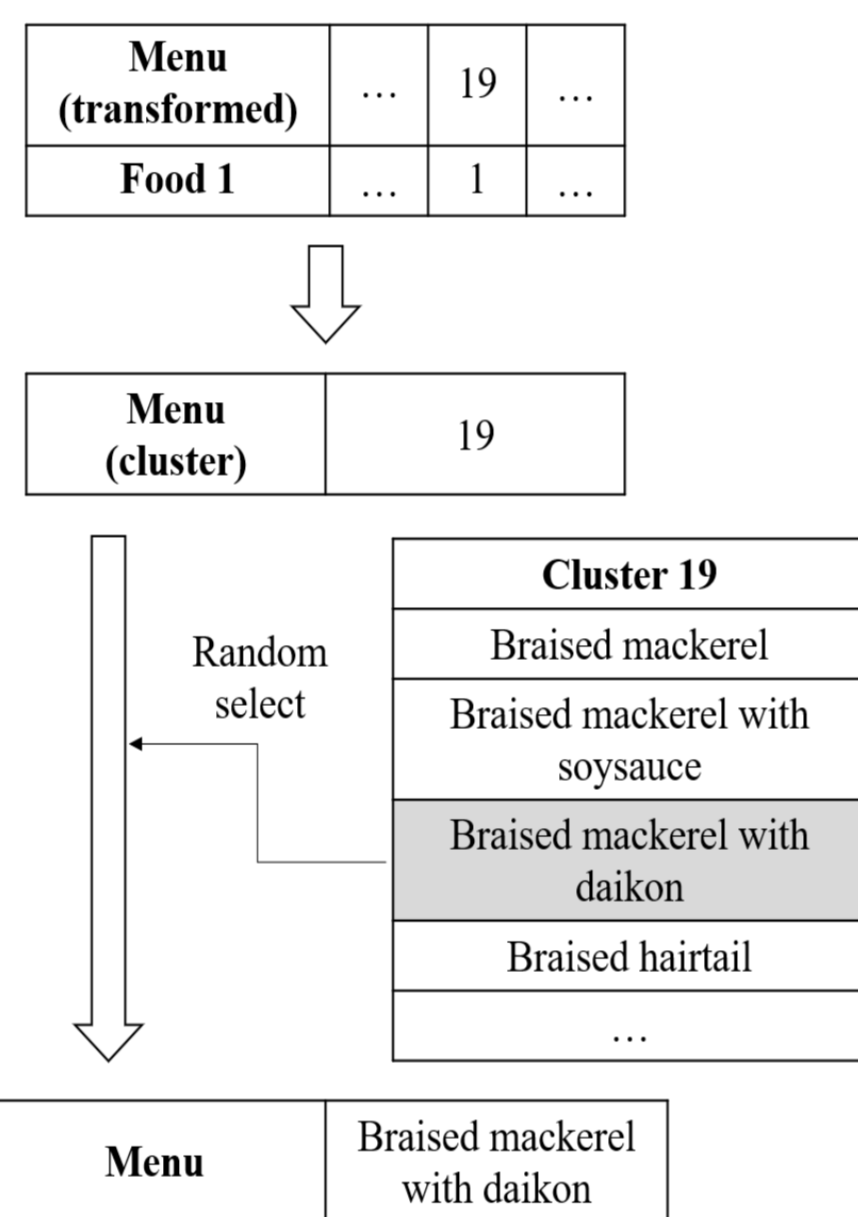 Menu
(transformed)
…
19
…
Food 1
…
1
…
Menu
(cluster)
19
Cluster 19
Braised mackerel
Random
select
Braised mackerel with
soysauce
Braised mackerel with
daikon
Braised hairtail
…
Menu
Braised mackerel
with daikon